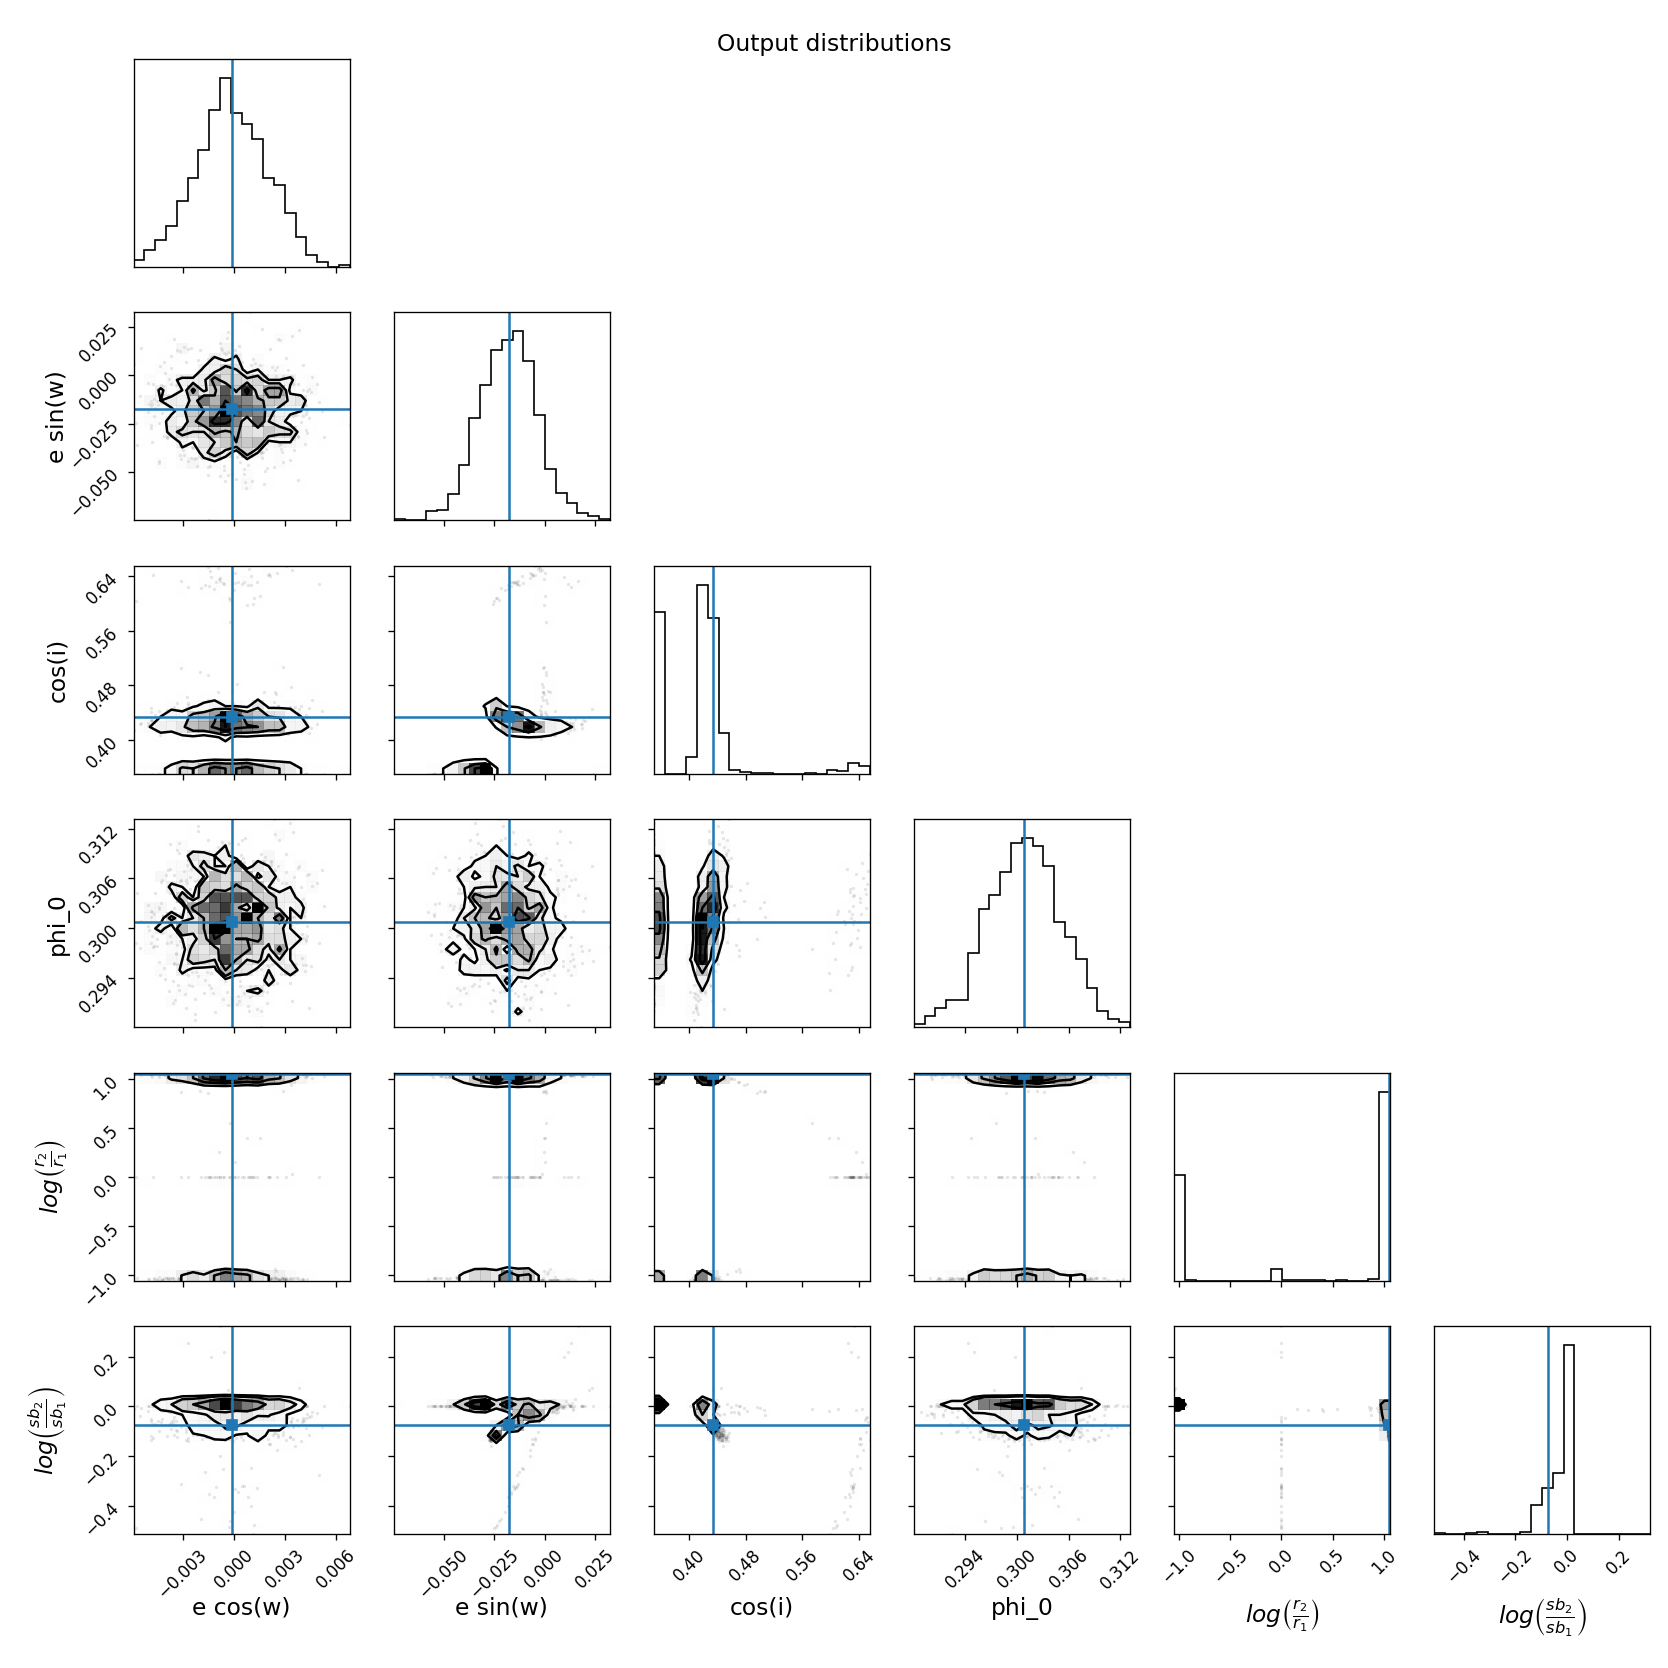 Output distributions
e sin(w)
0.025
0.000
−0.025
−0.050
cos(i)
0.64
0.56
0.48
0.40
phi_0
0.312
0.306
0.300
0.294
log(r₂/r₁)
1.0
0.5
0.0
−0.5
−1.0
log(sb₂/sb₁)
0.2
0.0
−0.2
−0.4
−0.003 0.000 0.003 0.006
−0.050 −0.025 0.000 0.025
0.40 0.48 0.56 0.64
0.294 0.300 0.306 0.312
−1.0 −0.5 0.0 0.5 1.0
−0.4 −0.2 0.0 0.2
e cos(w) e sin(w) cos(i) phi_0 log(r₂/r₁) log(sb₂/sb₁)